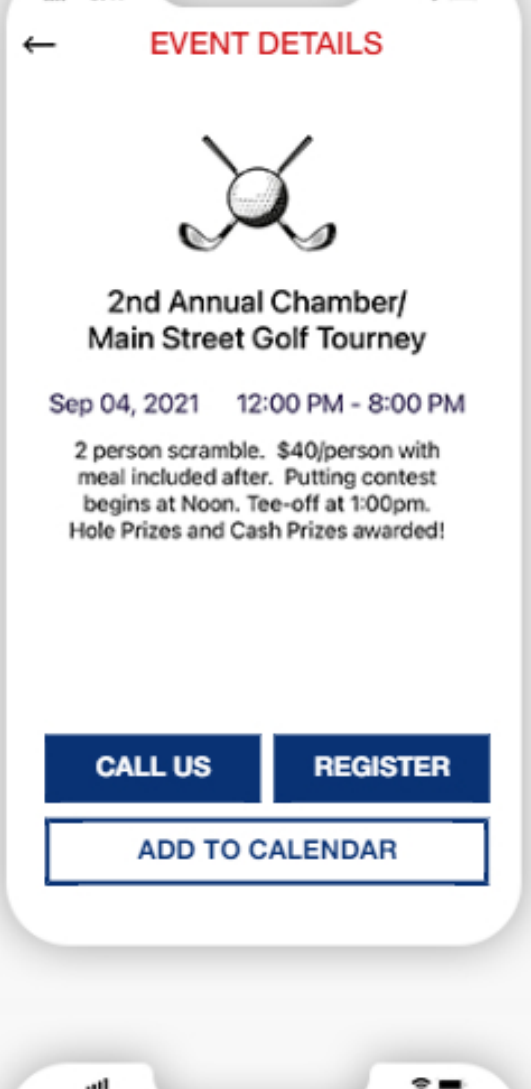 ← EVENT DETAILS
2nd Annual Chamber/
Main Street Golf Tourney
Sep 04, 2021 12:00 PM - 8:00 PM
2 person scramble. $40/person with
meal included after. Putting contest
begins at Noon. Tee-off at 1:00pm.
Hole Prizes and Cash Prizes awarded!
CALL US REGISTER
ADD TO CALENDAR